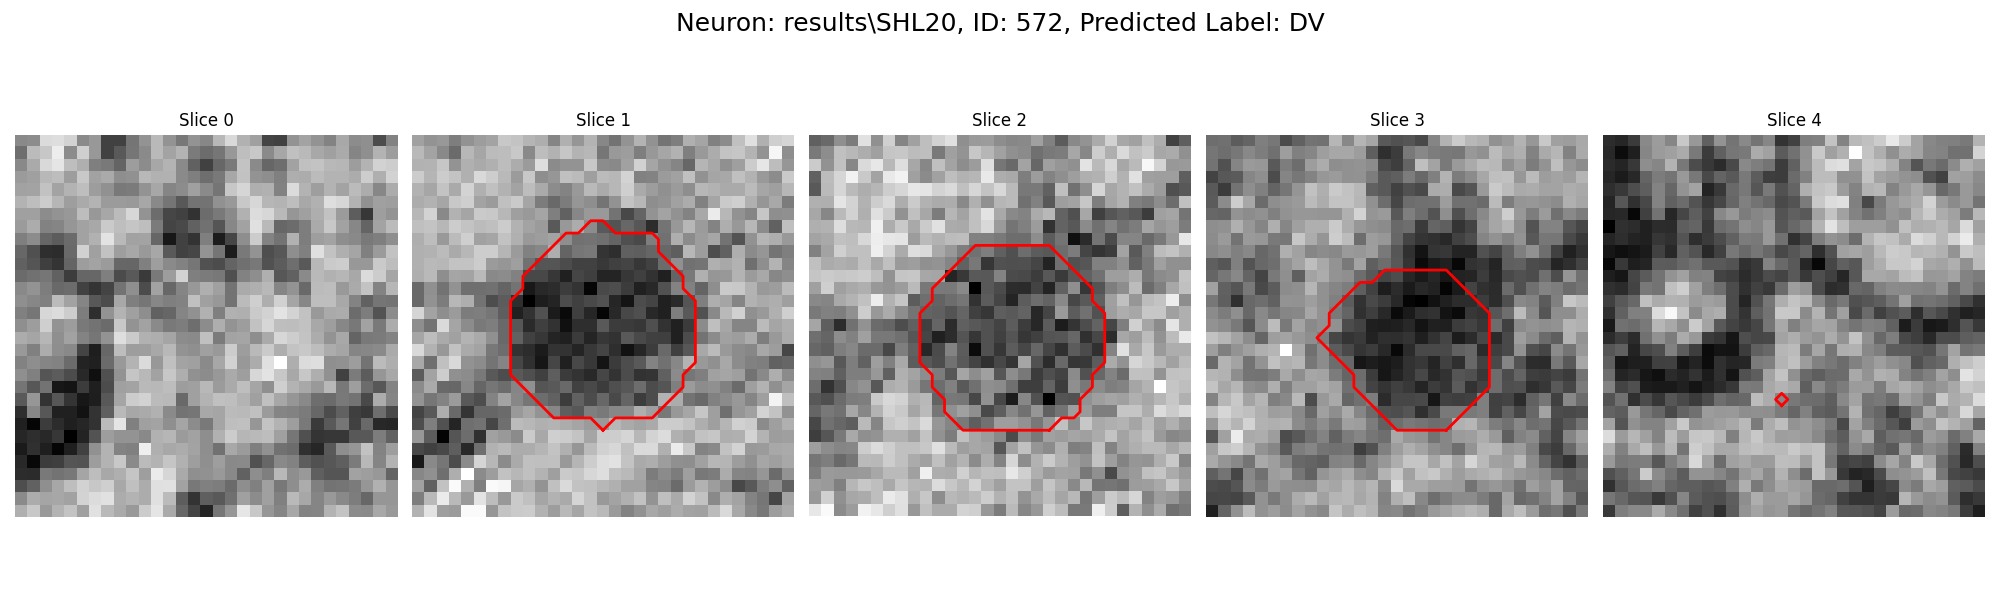 Neuron: results\SHL20, ID: 572, Predicted Label: DV
Slice 0
Slice 1
Slice 2
Slice 3
Slice 4